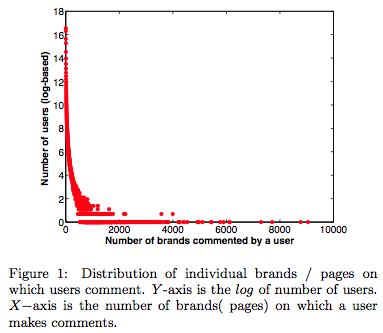 18
16
14
12
10
8
6
4
2
0
Number of users (log-based)
0 2000 4000 6000 8000 10000
Number of brands commented by a user
Figure 1: Distribution of individual brands / pages on
which users comment. Y-axis is the log of number of users.
X−axis is the number of brands( pages) on which a user
makes comments.